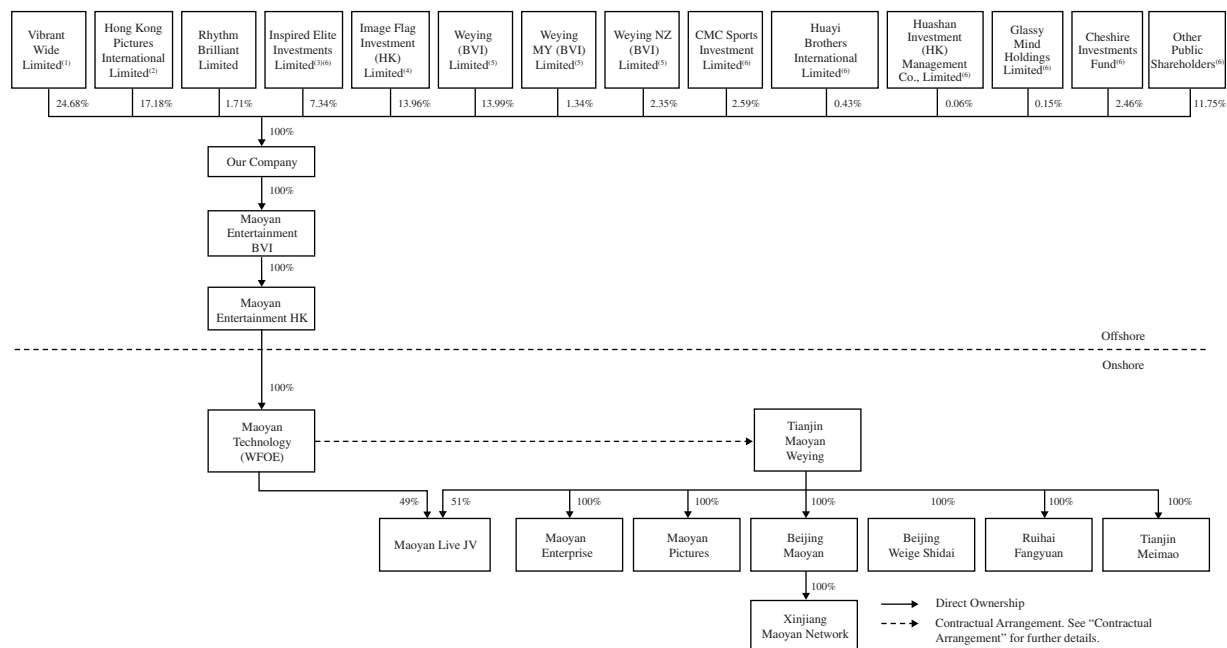 Vibrant
Wide
Limited(1)
Hong Kong
Pictures
International
Limited(2)
Rhythm
Brilliant
Limited
Inspired Elite
Investments
Limited(3)(6)
Image Flag
Investment
(HK)
Limited(4)
Weying
(BVI)
Limited(5)
Weying
MY (BVI)
Limited(5)
Weying NZ
(BVI)
Limited(5)
CMC Sports
Investment
Limited(6)
Huayi
Brothers
International
Limited(6)
Huashan
Investment
(HK)
Management
Co., Limited(6)
Glassy
Mind
Holdings
Limited(6)
Cheshire
Investments
Fund(6)
Other
Public
Shareholders(6)
24.68%
17.18%
1.71%
7.34%
13.96%
13.99%
1.34%
2.35%
2.59%
0.43%
0.06%
0.15%
2.46%
11.75%
100%
Our Company
100%
Maoyan
Entertainment
BVI
100%
Maoyan
Entertainment HK
Offshore
Onshore
100%
Maoyan
Technology
(WFOE)
Tianjin
Maoyan
Weying
49%
51%
100%
100%
100%
100%
100%
100%
Maoyan Live JV
Maoyan
Enterprise
Maoyan
Pictures
Beijing
Maoyan
Beijing
Weige Shidai
Ruihai
Fangyuan
Tianjin
Meimao
100%
Xinjiang
Maoyan Network
Direct Ownership
Contractual Arrangement. See “Contractual
Arrangement” for further details.